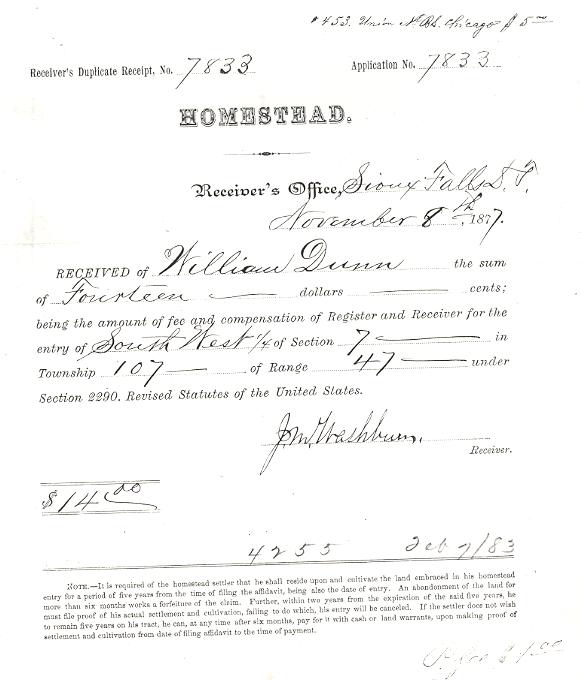 #453. Union N. Bk. Chicago $5.00
Receiver's Duplicate Receipt, No. 7833 Application No. 7833
HOMESTEAD.
Receiver's Office, Sioux Falls D. T.
November 8th, 1877.
RECEIVED of William Dunn the sum
of Fourteen dollars cents;
being the amount of fee and compensation of Register and Receiver for the
entry of South West 1/4 of Section 7 in
Township 107 of Range 47 under
Section 2290. Revised Statutes of the United States.
J.M. Washburn,
Receiver.
$14.00
4255 Feb 7/83
NOTE.—It is required of the homestead settler that he shall reside upon and cultivate the land embraced in his homestead
entry for a period of five years from the time of filing the affidavit, being also the date of entry. An abondonment of the land for
more than six months works a forfeiture of the claim. Further, within two years from the expiration of the said five years, he
must file proof of his actual settlement and cultivation, failing to do which, his entry will be canceled. If the settler does not wish
to remain five years on his tract, he can, at any time after six months, pay for it with cash or land warrants, upon making proof of
settlement and cultivation from date of filing affidavit to the time of payment.
$4.00